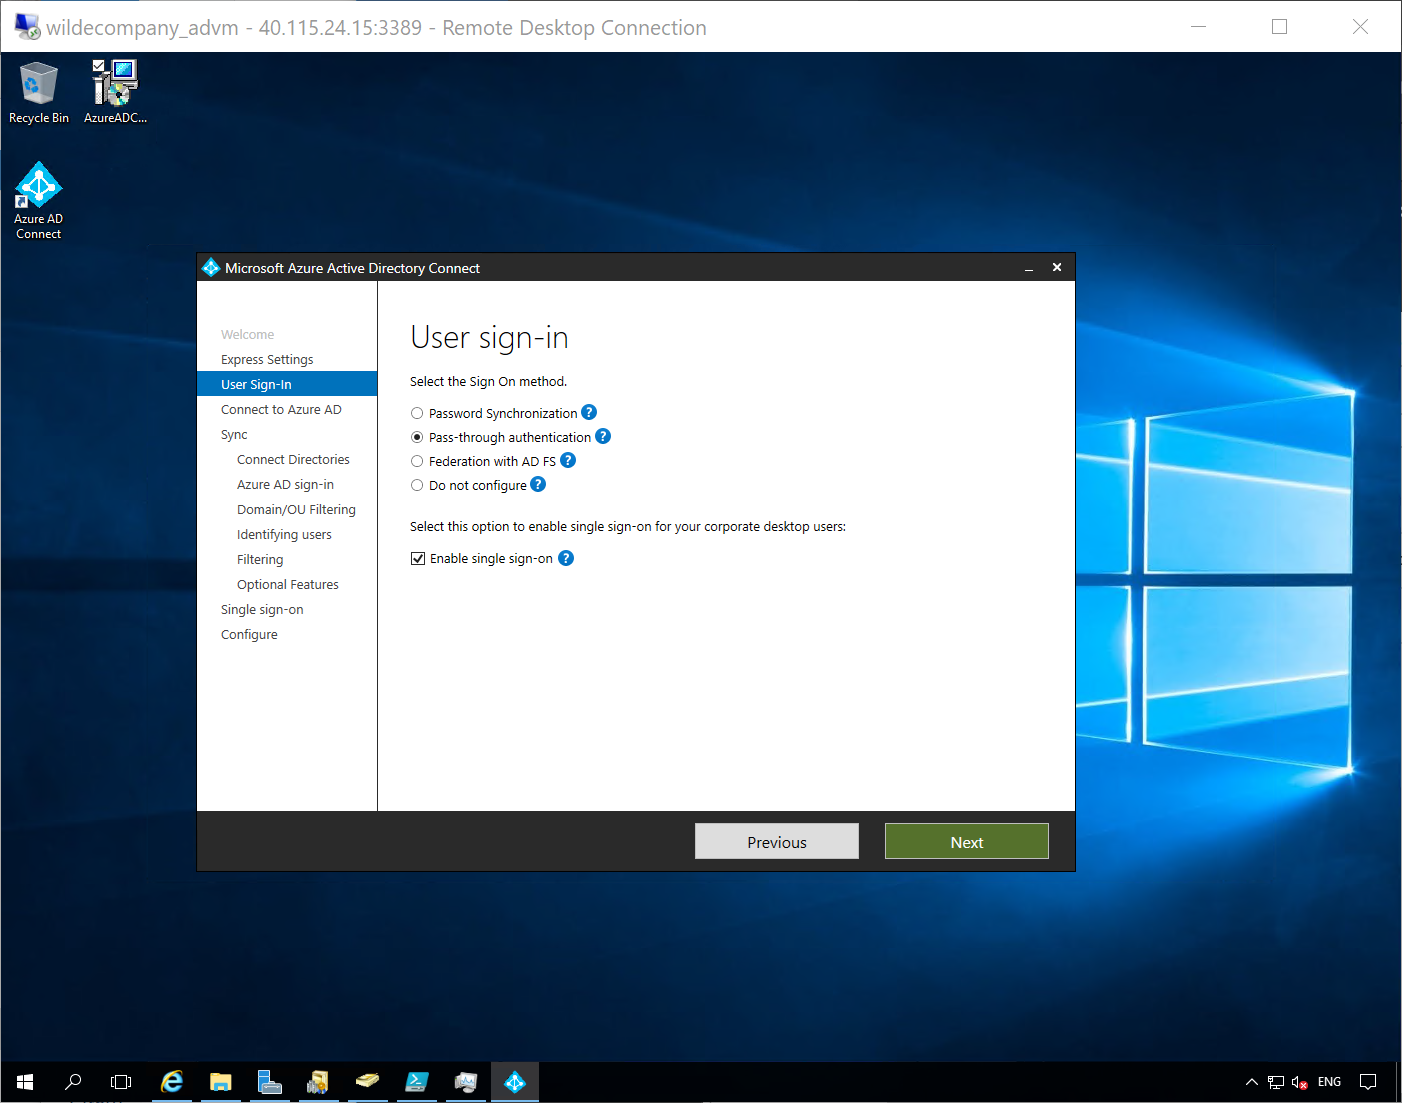 wildecompany_advm - 40.115.24.15:3389 - Remote Desktop Connection
Recycle Bin
AzureADC...
Azure AD
Connect
Microsoft Azure Active Directory Connect
Welcome
Express Settings
User Sign-In
Connect to Azure AD
Sync
Connect Directories
Azure AD sign-in
Domain/OU Filtering
Identifying users
Filtering
Optional Features
Single sign-on
Configure
User sign-in
Select the Sign On method.
Password Synchronization ?
Pass-through authentication ?
Federation with AD FS ?
Do not configure ?
Select this option to enable single sign-on for your corporate desktop users:
Enable single sign-on ?
Previous
Next
ENG